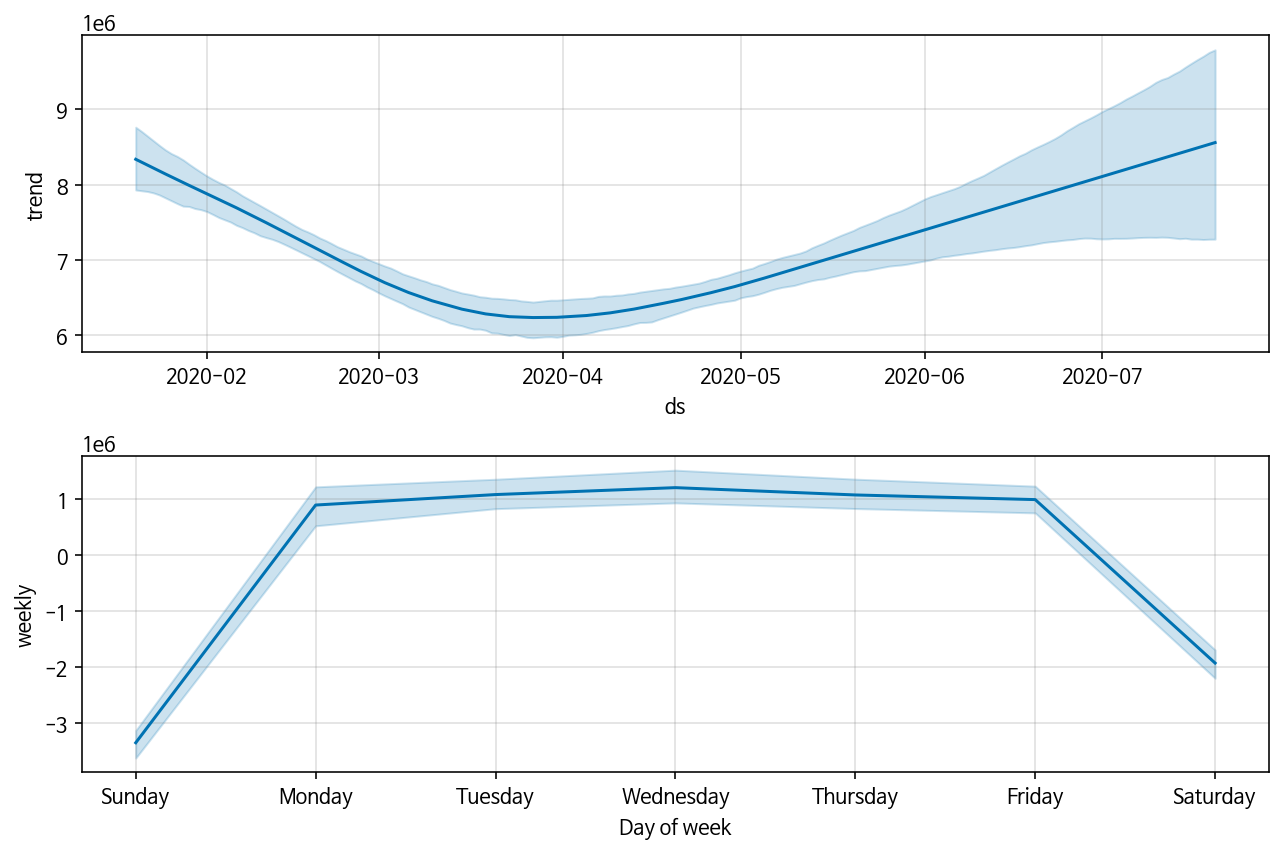 1e6
9
8
7
6
trend
2020-02 2020-03 2020-04 2020-05 2020-06 2020-07
ds
1e6
1
0
-1
-2
-3
weekly
Sunday Monday Tuesday Wednesday Thursday Friday Saturday
Day of week